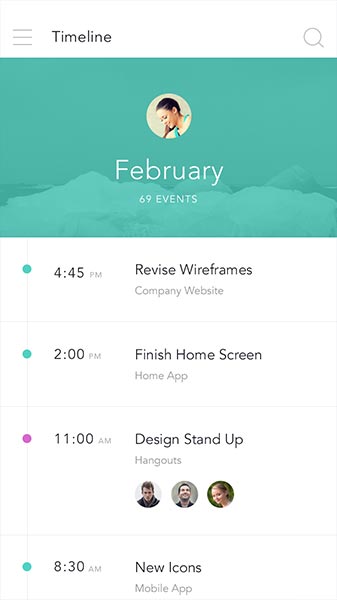 Timeline
February
69 EVENTS
4:45 PM
Revise Wireframes
Company Website
2:00 PM
Finish Home Screen
Home App
11:00 AM
Design Stand Up
Hangouts
8:30 AM
New Icons
Mobile App